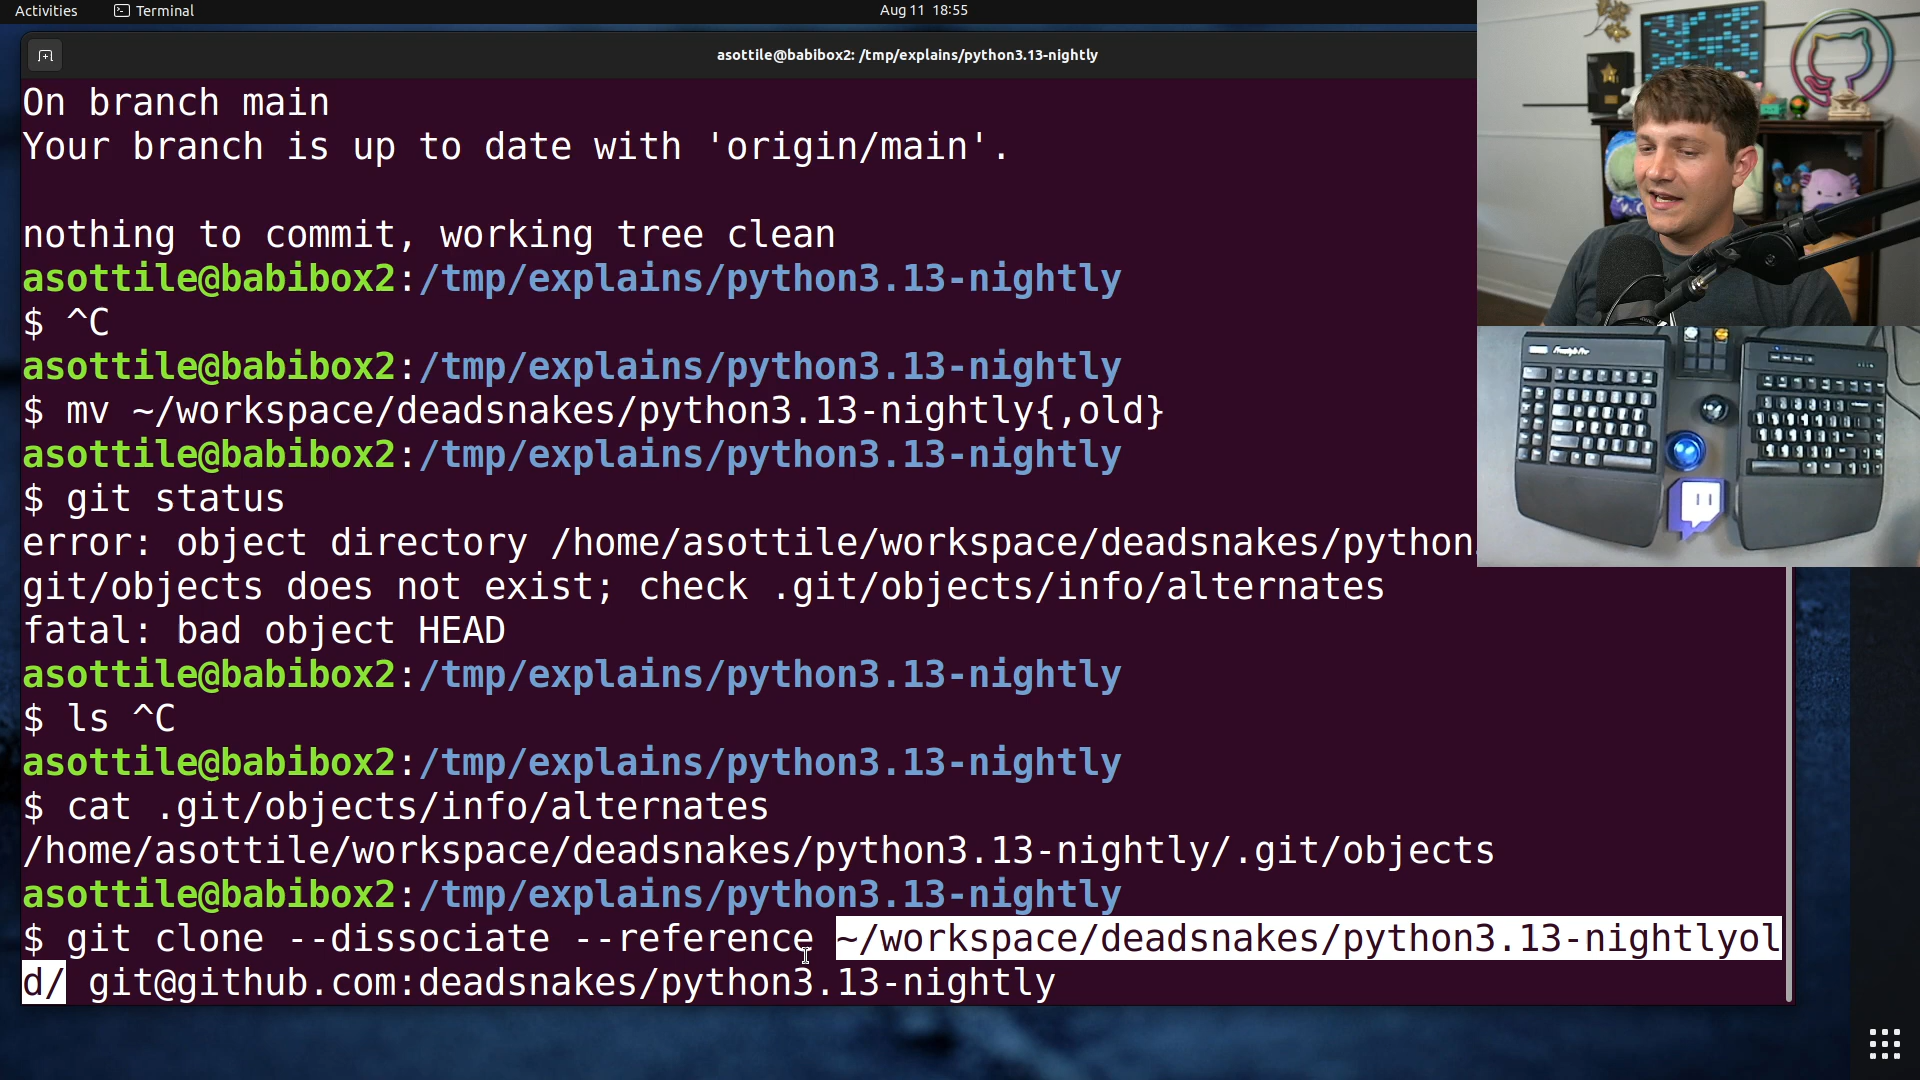 Activities
Terminal
Aug 11 18:55
asottile@babibox2: /tmp/explains/python3.13-nightly
On branch main
Your branch is up to date with 'origin/main'.
nothing to commit, working tree clean
asottile@babibox2:/tmp/explains/python3.13-nightly
$ ^C
asottile@babibox2:/tmp/explains/python3.13-nightly
$ mv ~/workspace/deadsnakes/python3.13-nightly{,old}
asottile@babibox2:/tmp/explains/python3.13-nightly
$ git status
error: object directory /home/asottile/workspace/deadsnakes/python
git/objects does not exist; check .git/objects/info/alternates
fatal: bad object HEAD
asottile@babibox2:/tmp/explains/python3.13-nightly
$ ls ^C
asottile@babibox2:/tmp/explains/python3.13-nightly
$ cat .git/objects/info/alternates
/home/asottile/workspace/deadsnakes/python3.13-nightly/.git/objects
asottile@babibox2:/tmp/explains/python3.13-nightly
$ git clone --dissociate --reference ~/workspace/deadsnakes/python3.13-nightlyol
d/ git@github.com:deadsnakes/python3.13-nightly